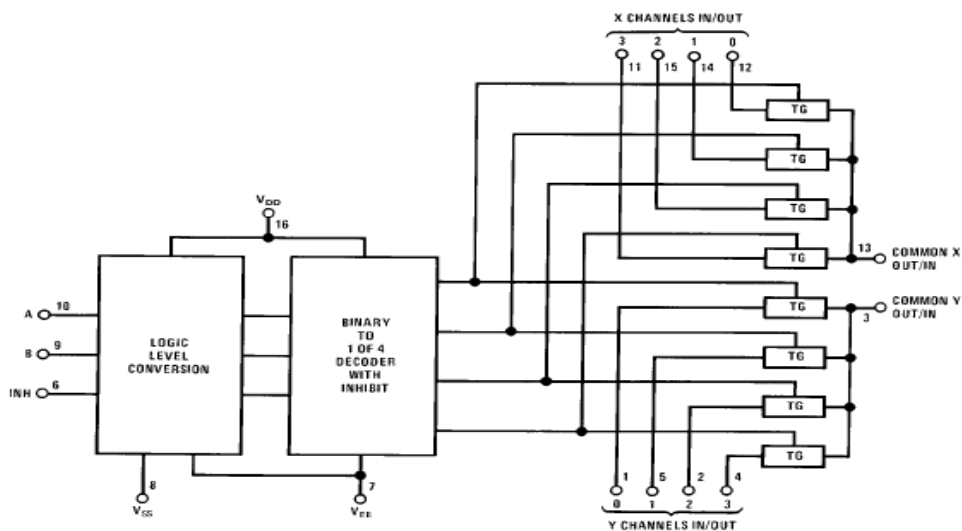 X CHANNELS IN/OUT
3 2 1 0
11 15 14 12
TG
TG
TG
TG
13 COMMON X
OUT/IN
VDD
16
A 10
B 9
INH 6
LOGIC
LEVEL
CONVERSION
BINARY
TO
1 OF 4
DECODER
WITH
INHIBIT
TG
TG
TG
TG
COMMON Y
3 OUT/IN
8
VSS
7
VEE
1 5 2 4
0 1 2 3
Y CHANNELS IN/OUT